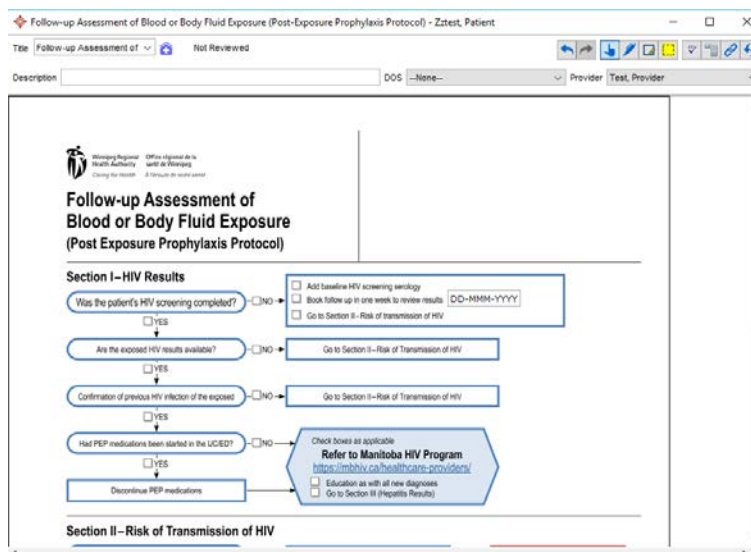 Follow-up Assessment of Blood or Body Fluid Exposure (Post-Exposure Prophylaxis Protocol) - Zztest, Patient
Title Follow-up Assessment of Not Reviewed
Description DOS --None-- Provider Test, Provider
Winnipeg Regional Office régional de la
Health Authority santé de Winnipeg
Caring for Health À l'écoute de notre santé
Follow-up Assessment of
Blood or Body Fluid Exposure
(Post Exposure Prophylaxis Protocol)
Section I–HIV Results
Was the patient's HIV screening completed? NO
Add baseline HIV screening serology
Book follow up in one week to review results DD-MMM-YYYY
Go to Section II - Risk of transmission of HIV
YES
Are the exposed HIV results available? NO Go to Section II–Risk of Transmission of HIV
YES
Confirmation of previous HIV infection of the exposed NO Go to Section II–Risk of Transmission of HIV
YES
Had PEP medications been started in the UC/ED? NO
Check boxes as applicable
Refer to Manitoba HIV Program
https://mbhiv.ca/healthcare-providers/
Education as with all new diagnoses
Go to Section III (Hepatitis Results)
YES
Discontinue PEP medications
Section II–Risk of Transmission of HIV